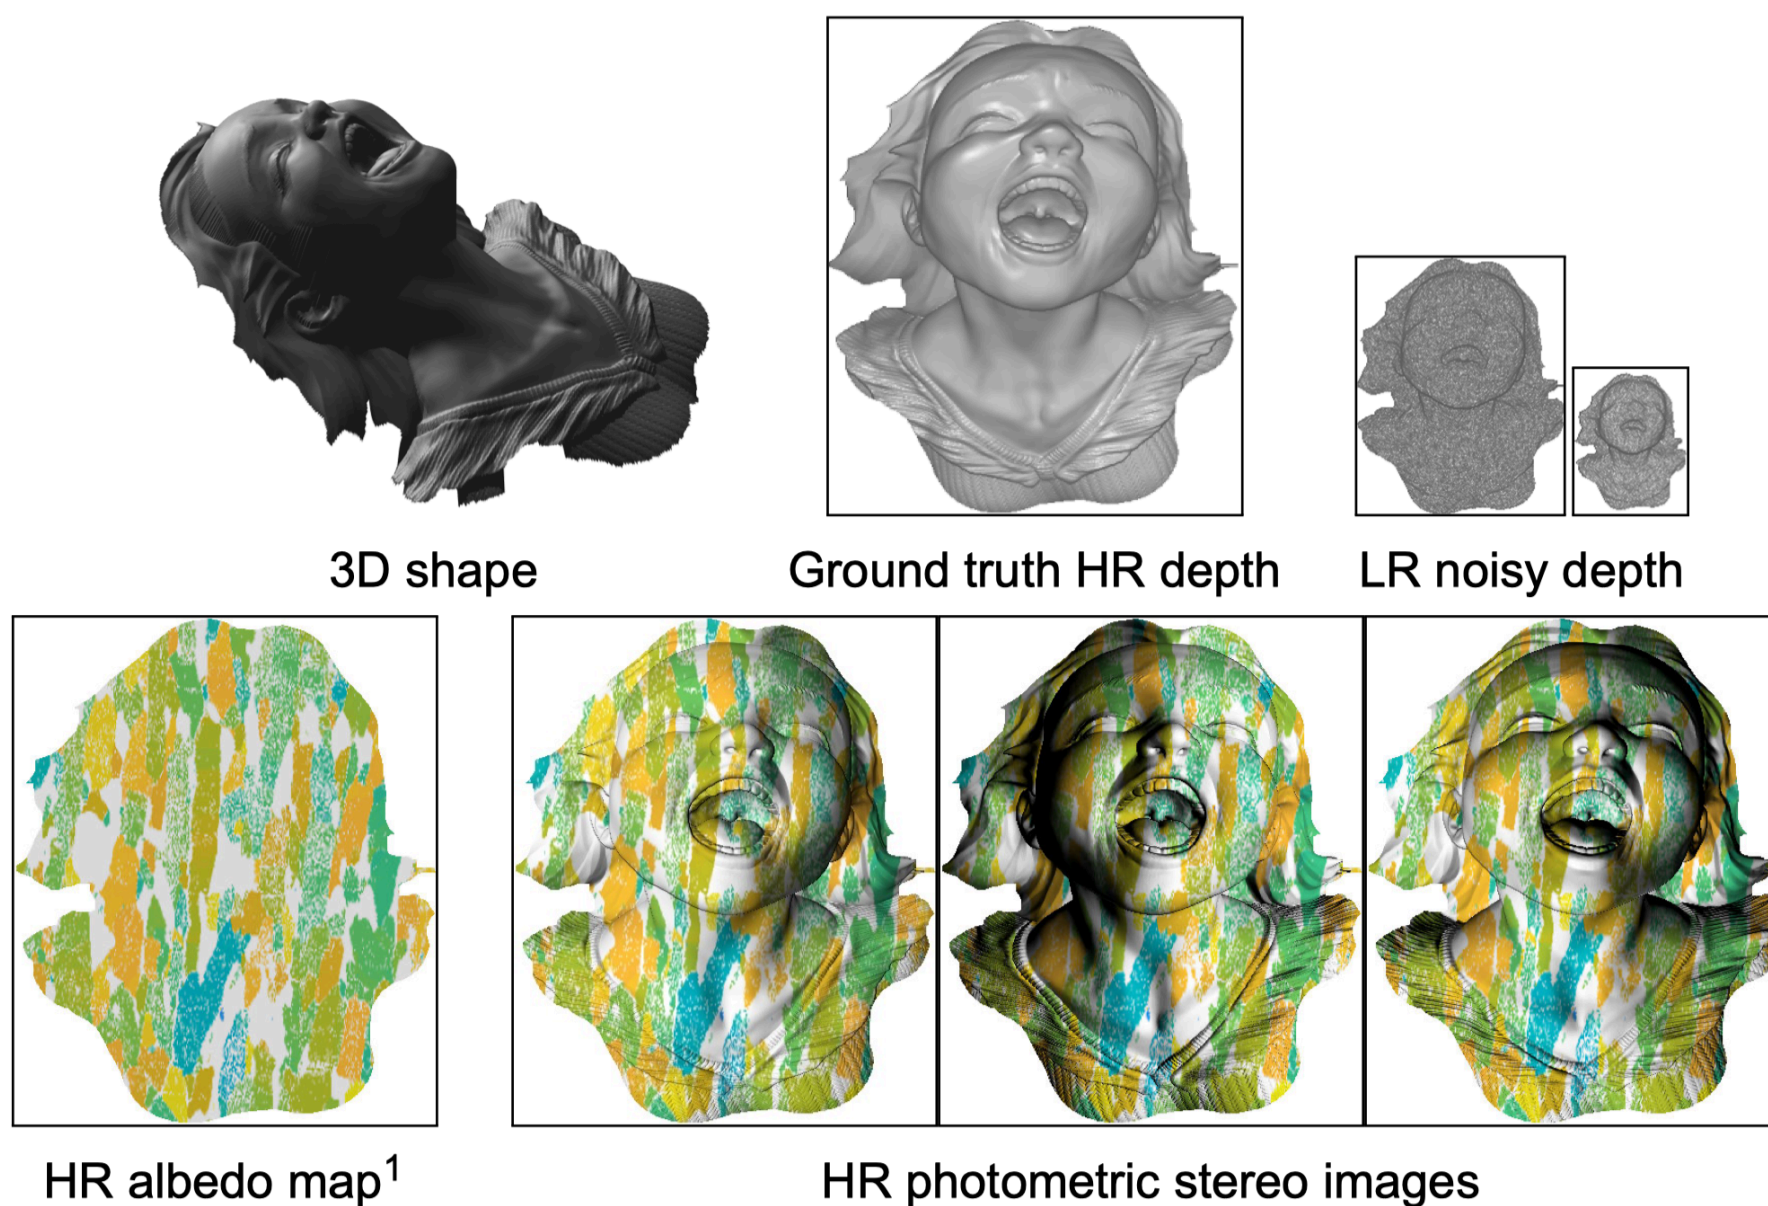 3D shape
Ground truth HR depth
LR noisy depth
HR albedo map1
HR photometric stereo images